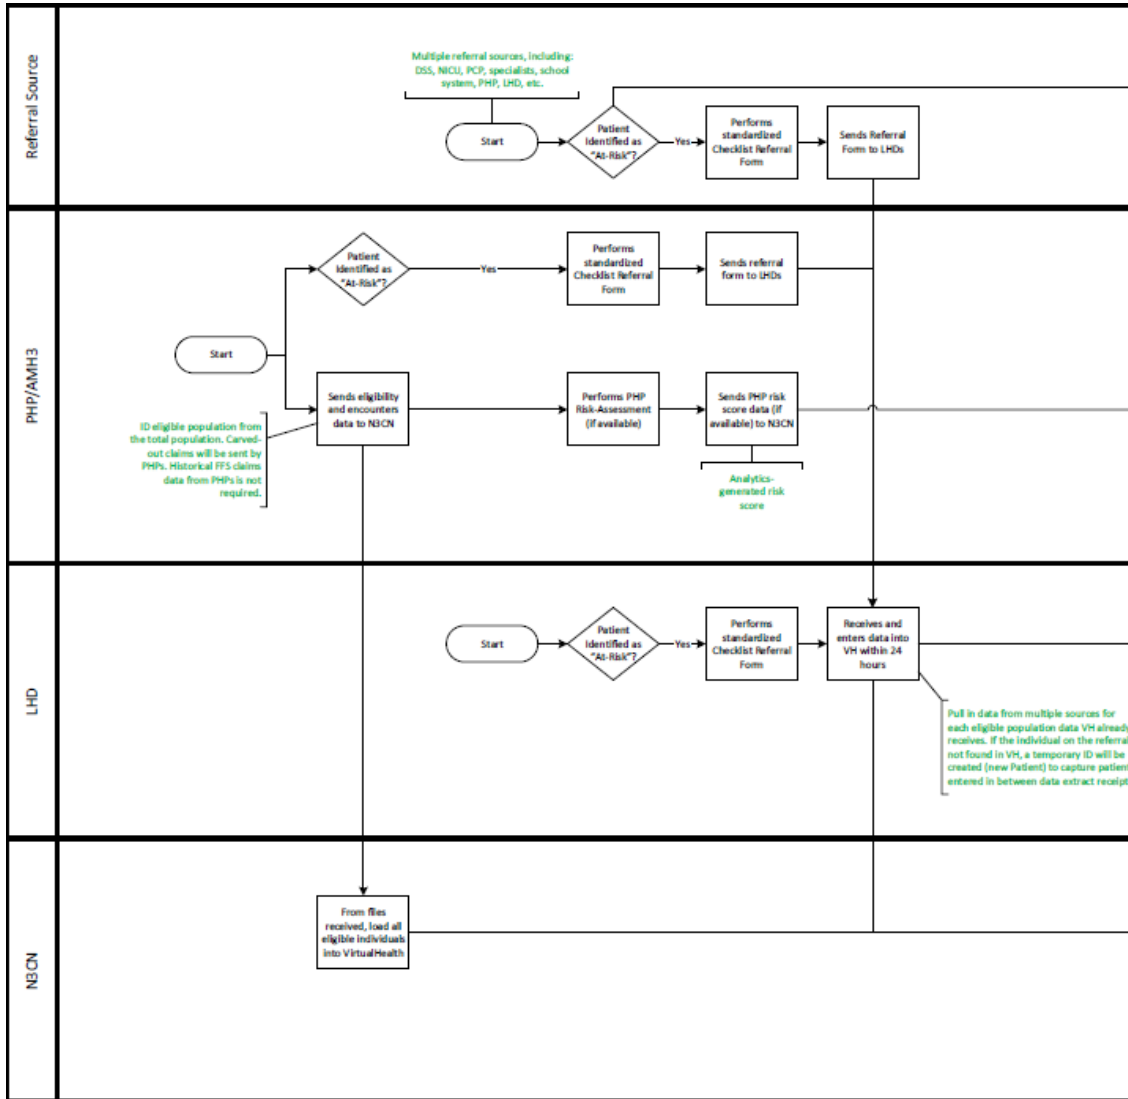 Referral Source
Multiple referral sources, including:
DSS, NICU, PCP, specialists, school
system, PHP, LHD, etc.
Start
Patient
Identified as
"At-Risk"?
Yes
Performs
standardized
Checklist Referral
Form
Sends Referral
Form to LHDs
PHP/AMH3
Start
Patient
Identified as
"At-Risk"?
Yes
Performs
standardized
Checklist Referral
Form
Sends referral
form to LHDs
Sends eligibility
and encounters
data to N3CN
Performs PHP
Risk-Assessment
(if available)
Sends PHP risk
score data (if
available) to N3CN
ID eligible population from
the total population. Carved-
out claims will be sent by
PHPs. Historical FFS claims
data from PHPs is not
required.
Analytics-
generated risk
score
LHD
Start
Patient
Identified as
"At-Risk"?
Yes
Performs
standardized
Checklist Referral
Form
Receives and
enters data into
VH within 24
hours
Pull in data from multiple sources for
each eligible population data VH already
receives. If the individual on the referral
not found in VH, a temporary ID will be
created (new Patient) to capture patient
entered in between data extract receipt
N3CN
From files
received, load all
eligible individuals
into VirtualHealth